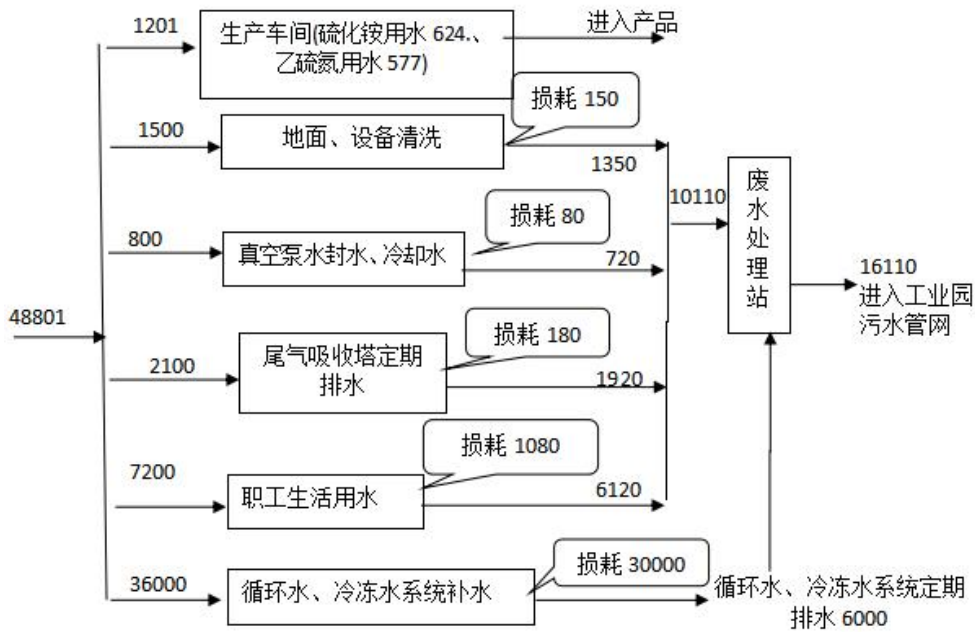 1201
生产车间(硫化铵用水 624.、
乙硫氮用水 577)
进入产品
1500
地面、设备清洗
损耗 150
1350
800
真空泵水封水、冷却水
损耗 80
720
10110
废水处理站
16110
进入工业园
污水管网
48801
2100
尾气吸收塔定期
排水
损耗 180
1920
7200
职工生活用水
损耗 1080
6120
36000
循环水、冷冻水系统补水
损耗 30000
循环水、冷冻水系统定期
排水 6000